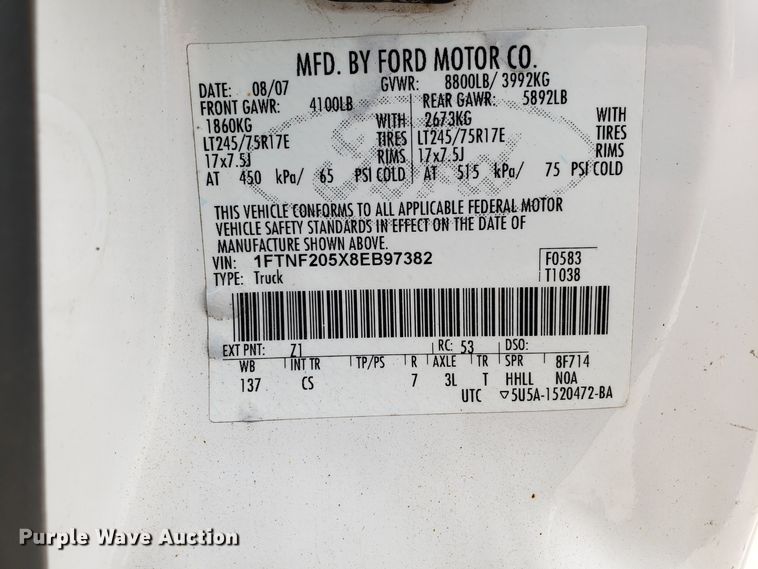 MFD. BY FORD MOTOR CO.
DATE: 08/07 GVWR: 8800LB/ 3992KG
FRONT GAWR: 4100LB REAR GAWR: 5892LB
1860KG WITH 2673KG WITH
LT245/75R17E TIRES LT245/75R17E TIRES
17x7.5J RIMS 17x7.5J RIMS
AT 450 kPa/ 65 PSI COLD AT 515 kPa/ 75 PSI COLD
Ford
THIS VEHICLE CONFORMS TO ALL APPLICABLE FEDERAL MOTOR
VEHICLE SAFETY STANDARDS IN EFFECT ON THE DATE OF
MANUFACTURE SHOWN ABOVE.
VIN: 1FTNF205X8EB97382 F0583
TYPE: Truck T1038
EXT PNT: Z1 RC: 53 DSO:
WB INT TR TP/PS R AXLE TR SPR 8F714
137 CS 7 3L T HHLL NOA
UTC ▽5U5A-1520472-BA
Purple Wave Auction